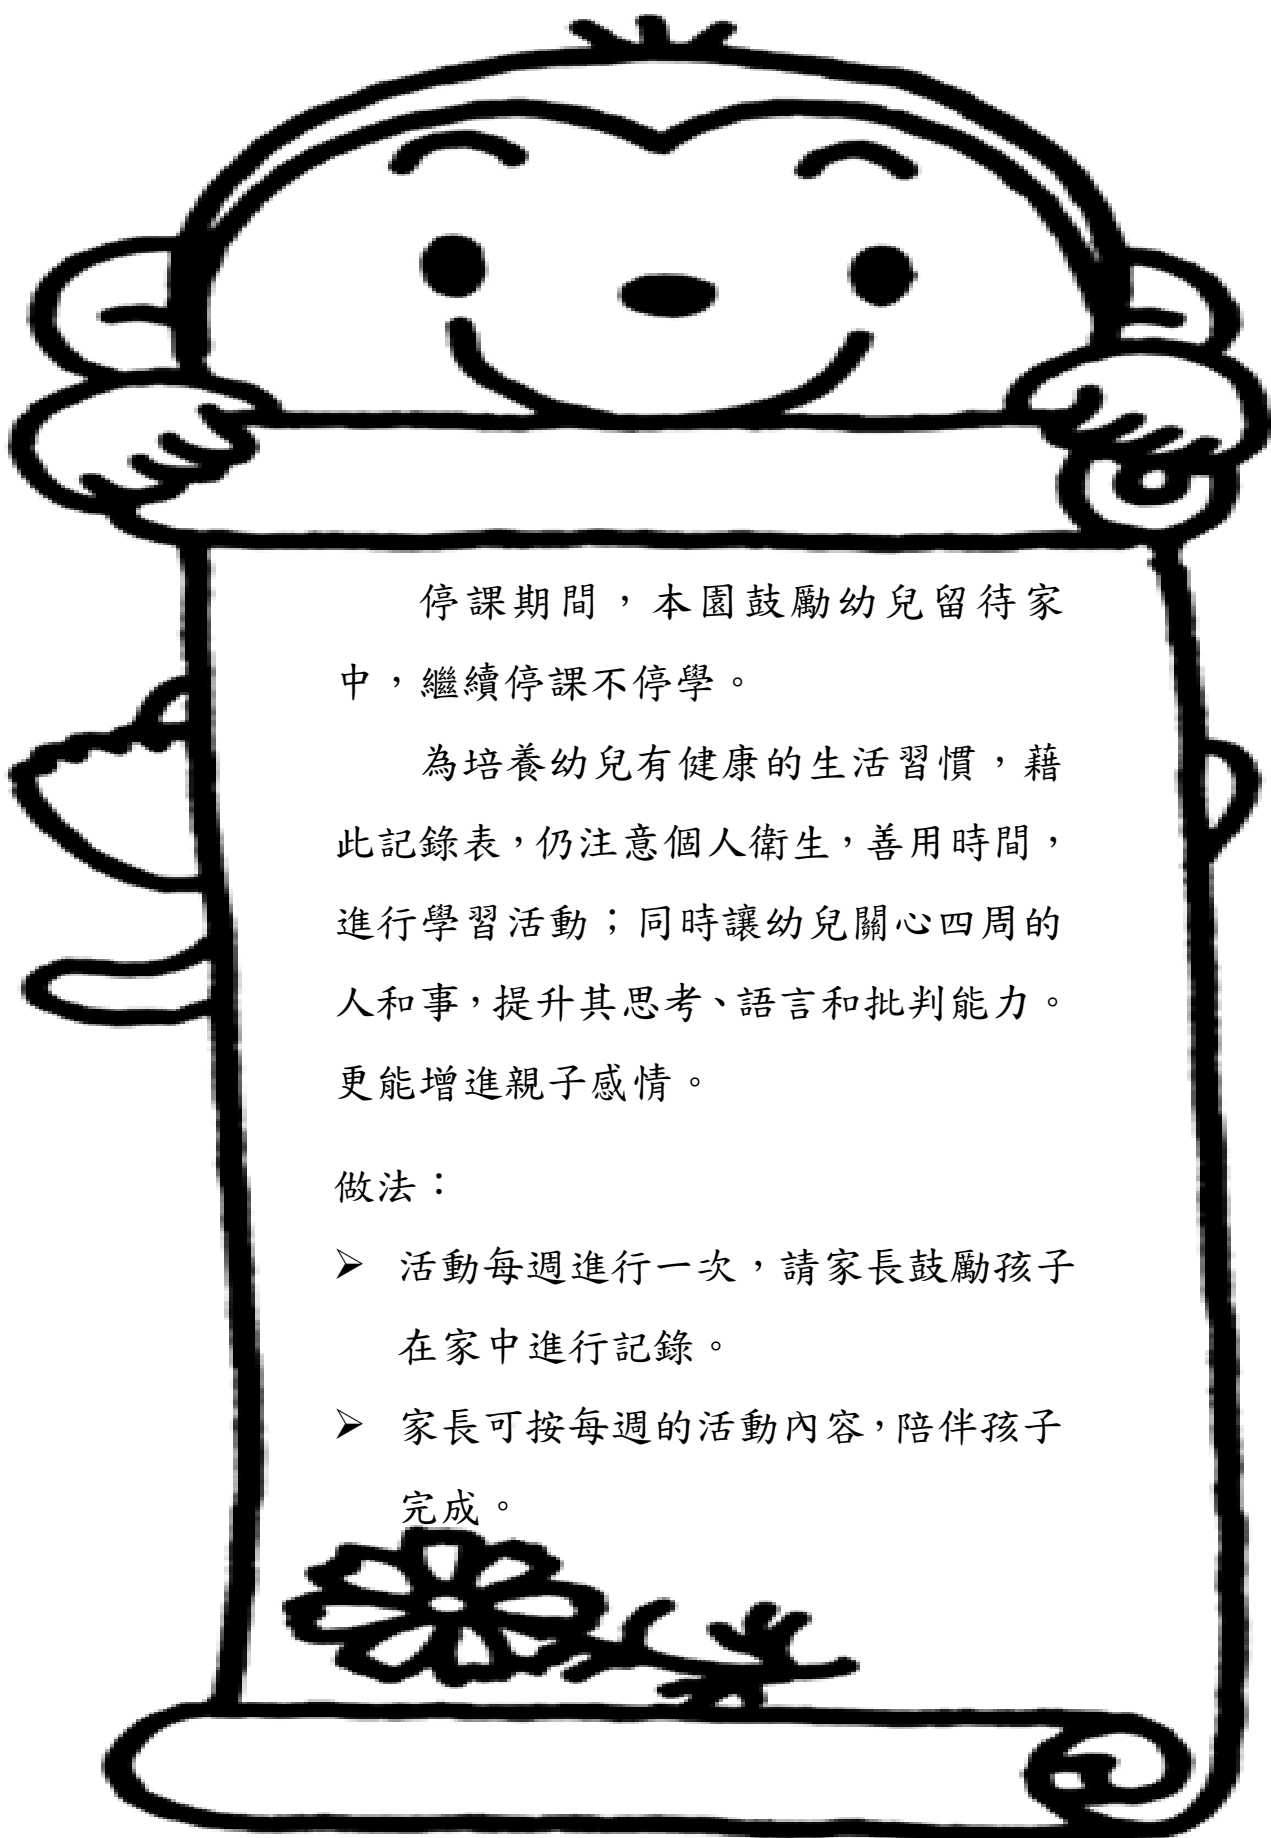 停課期間，本園鼓勵幼兒留待家
中，繼續停課不停學。
為培養幼兒有健康的生活習慣，藉
此記錄表，仍注意個人衛生，善用時間，
進行學習活動；同時讓幼兒關心四周的
人和事，提升其思考、語言和批判能力。
更能增進親子感情。
做法：
➢ 活動每週進行一次，請家長鼓勵孩子
在家中進行記錄。
➢ 家長可按每週的活動內容，陪伴孩子
完成。